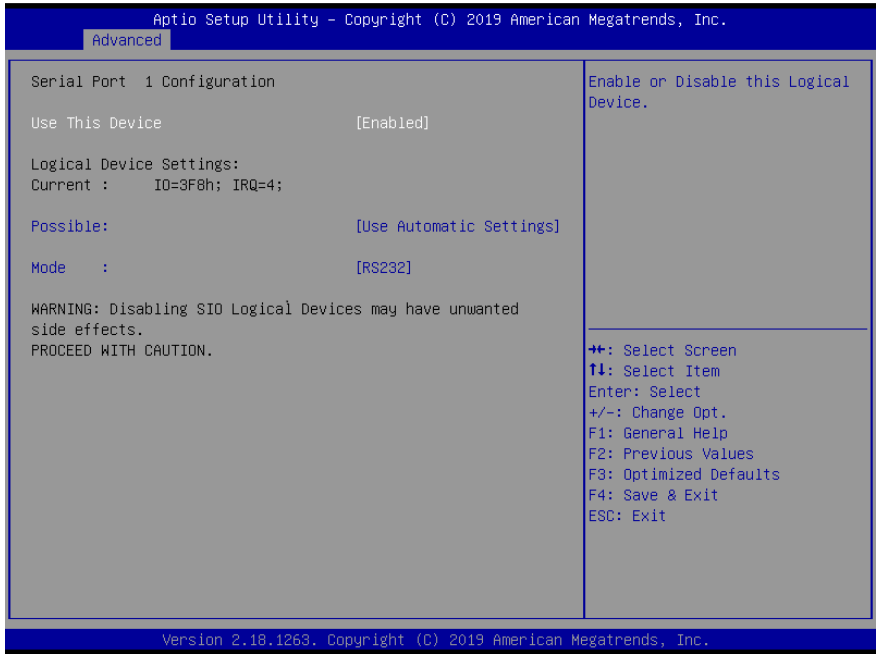 Aptio Setup Utility – Copyright (C) 2019 American Megatrends, Inc.
Advanced
Serial Port 1 Configuration
Use This Device [Enabled]
Logical Device Settings:
Current : IO=3F8h; IRQ=4;
Possible: [Use Automatic Settings]
Mode : [RS232]
WARNING: Disabling SIO Logical Devices may have unwanted
side effects.
PROCEED WITH CAUTION.
Enable or Disable this Logical
Device.
→←: Select Screen
↑↓: Select Item
Enter: Select
+/-: Change Opt.
F1: General Help
F2: Previous Values
F3: Optimized Defaults
F4: Save & Exit
ESC: Exit
Version 2.18.1263. Copyright (C) 2019 American Megatrends, Inc.